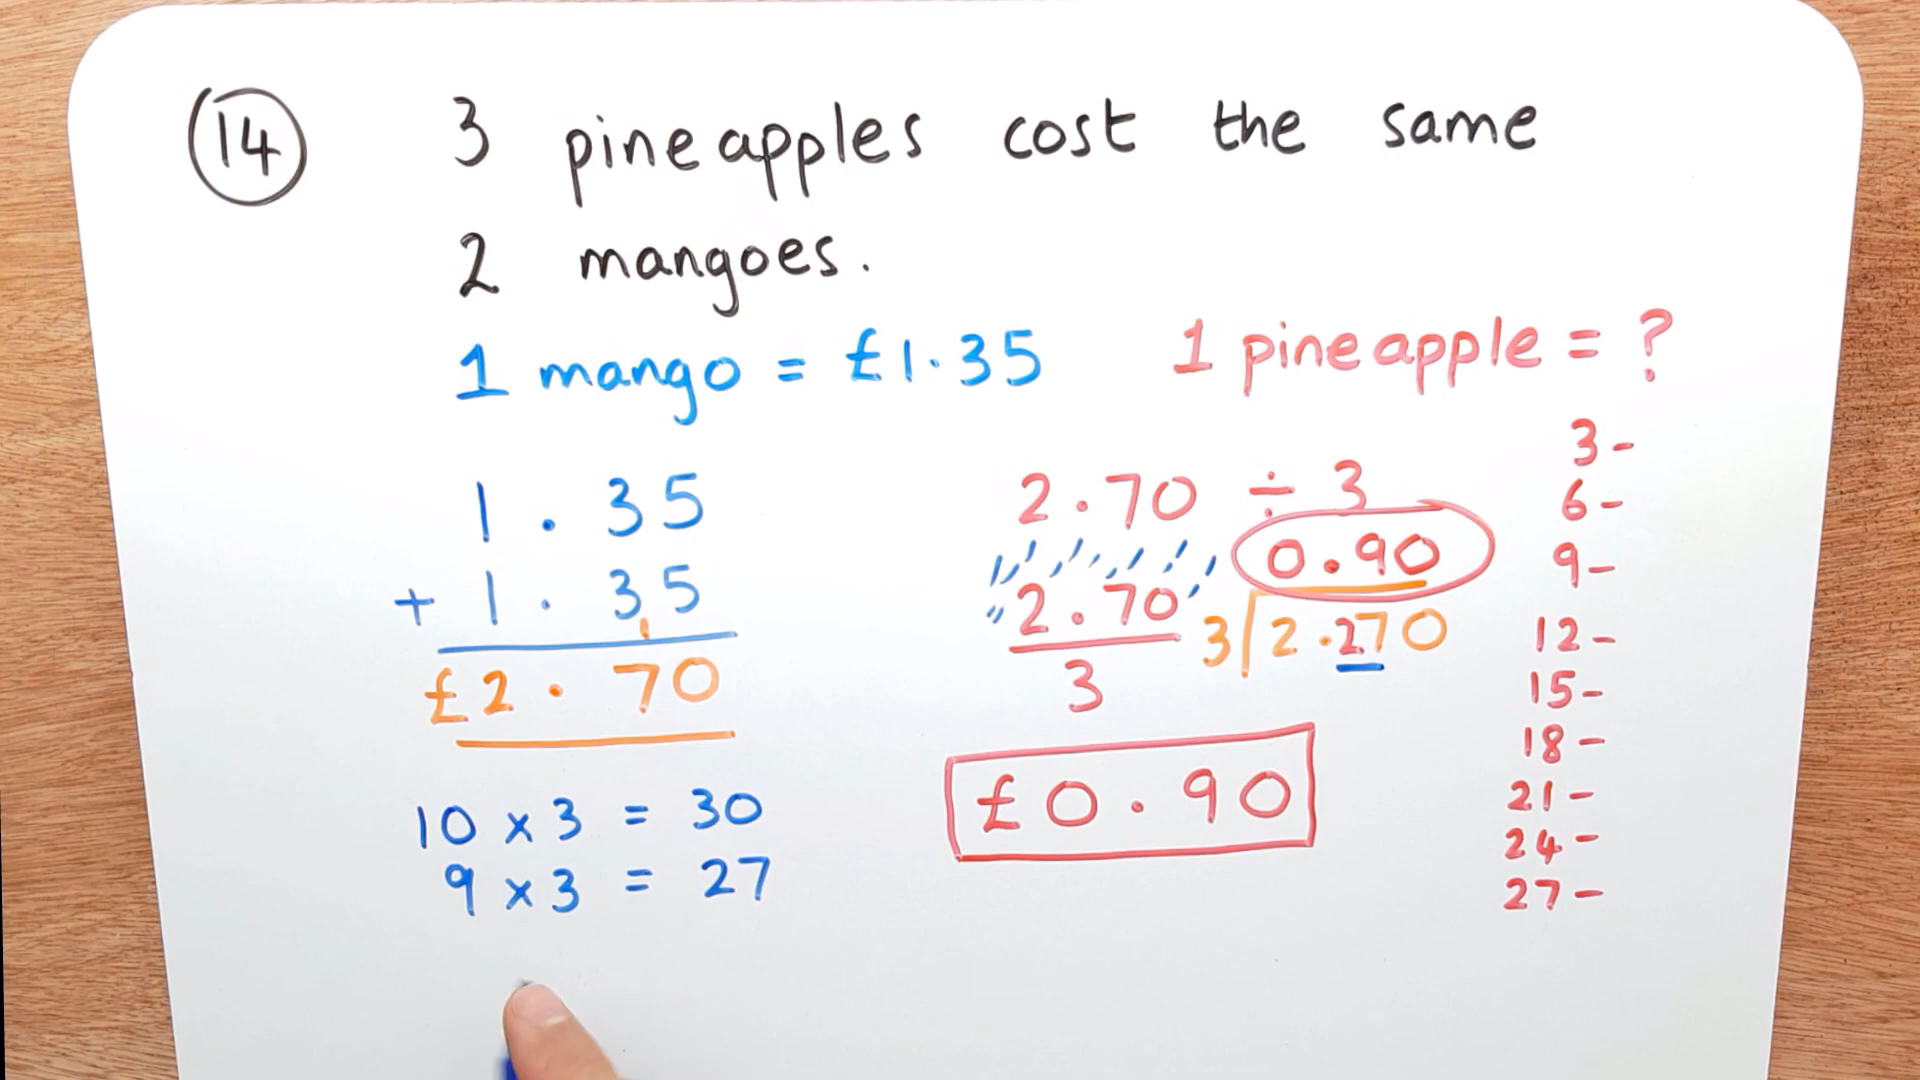 14 3 pineapples cost the same
2 mangoes.
1 mango = £1.35
1 pineapple = ?
1.35
+ 1.35
1
£2.70
10 x 3 = 30
9 x 3 = 27
2.70 ÷ 3
2.70
3
0.90
3 2.270
£0.90
3-
6-
9-
12-
15-
18-
21-
24-
27-